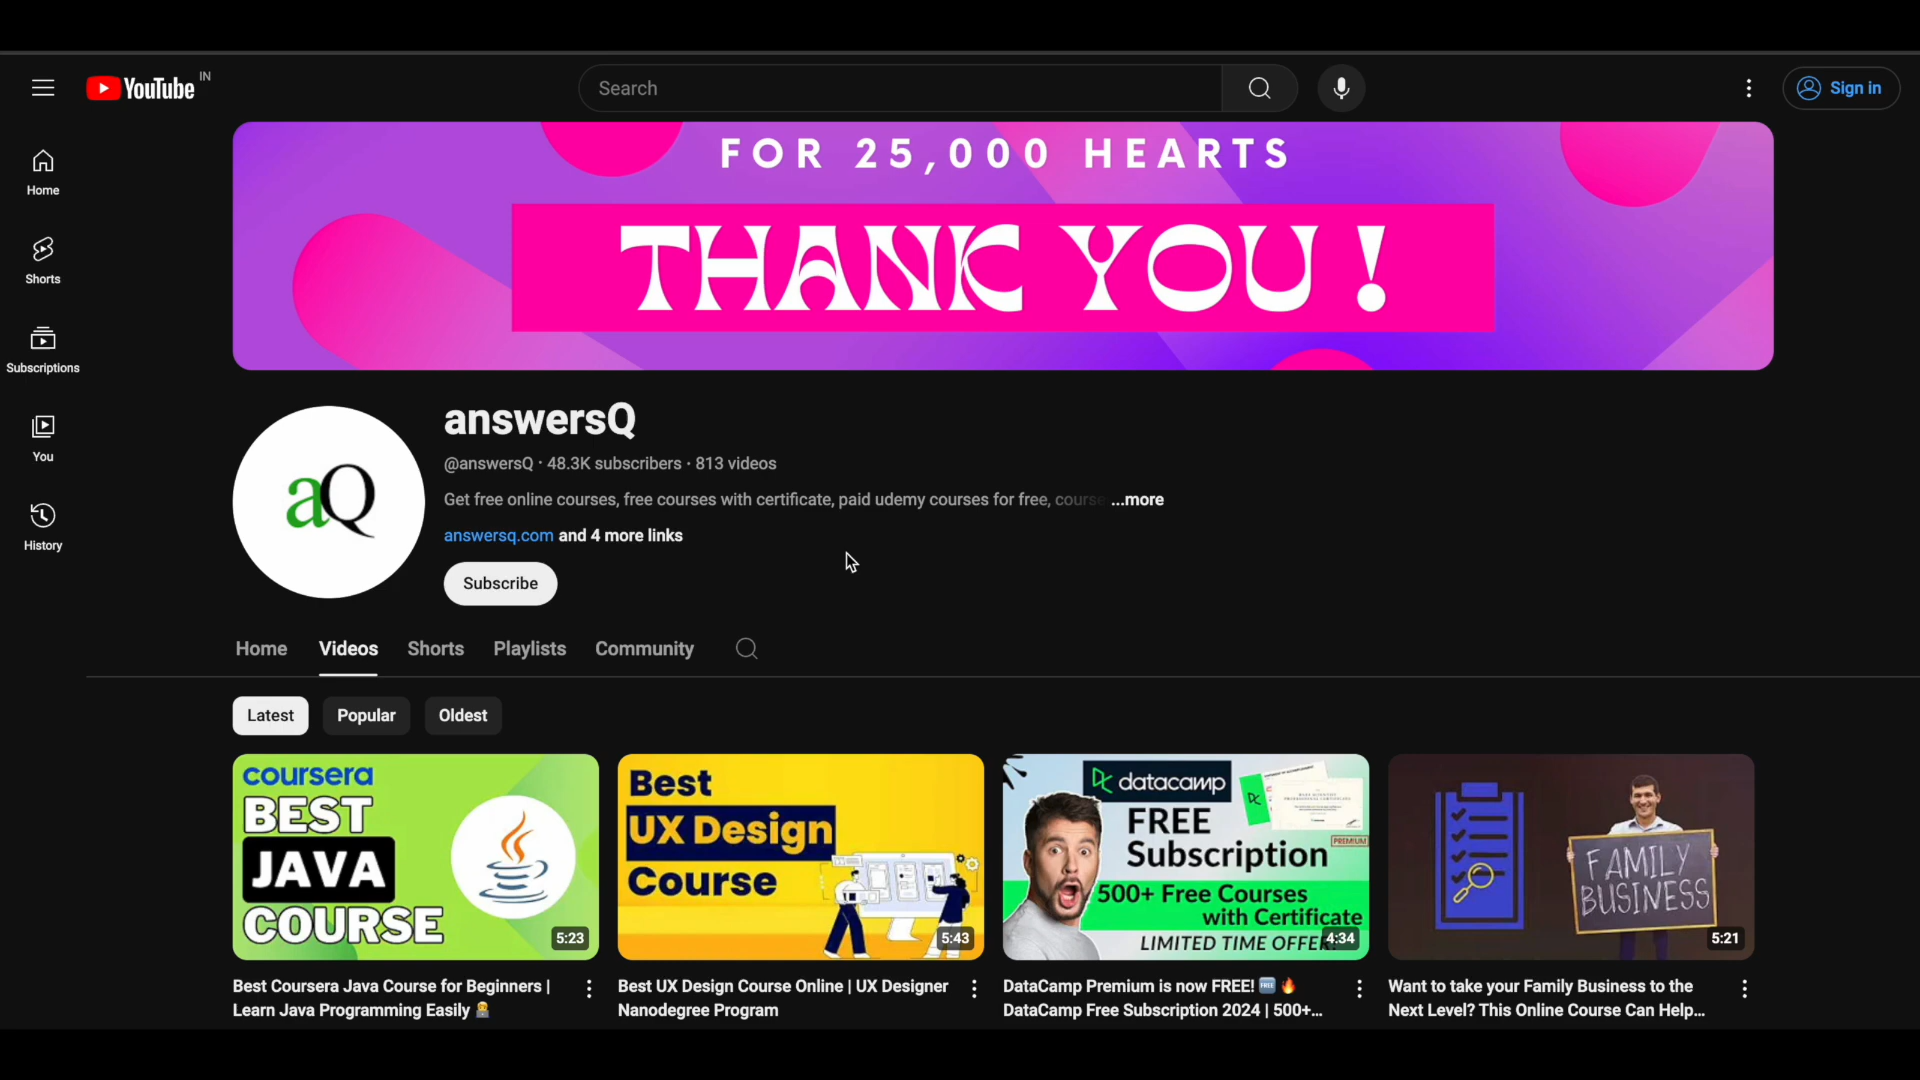 YouTube IN
Search
Sign in
Home
Shorts
Subscriptions
You
History
FOR 25,000 HEARTS
THANK YOU !
aQ
answersQ
@answersQ · 48.3K subscribers · 813 videos
Get free online courses, free courses with certificate, paid udemy courses for free, course ...more
answersq.com and 4 more links
Subscribe
Home Videos Shorts Playlists Community
Latest Popular Oldest
coursera
BEST
JAVA
COURSE
5:23
Best
UX Design
Course
5:43
datacamp
FREE
Subscription
PREMIUM
500+ Free Courses
with Certificate
LIMITED TIME OFFER
4:34
FAMILY
BUSINESS
5:21
Best Coursera Java Course for Beginners |
Learn Java Programming Easily 👩‍💻
Best UX Design Course Online | UX Designer
Nanodegree Program
DataCamp Premium is now FREE! 🆓🔥
DataCamp Free Subscription 2024 | 500+...
Want to take your Family Business to the
Next Level? This Online Course Can Help...